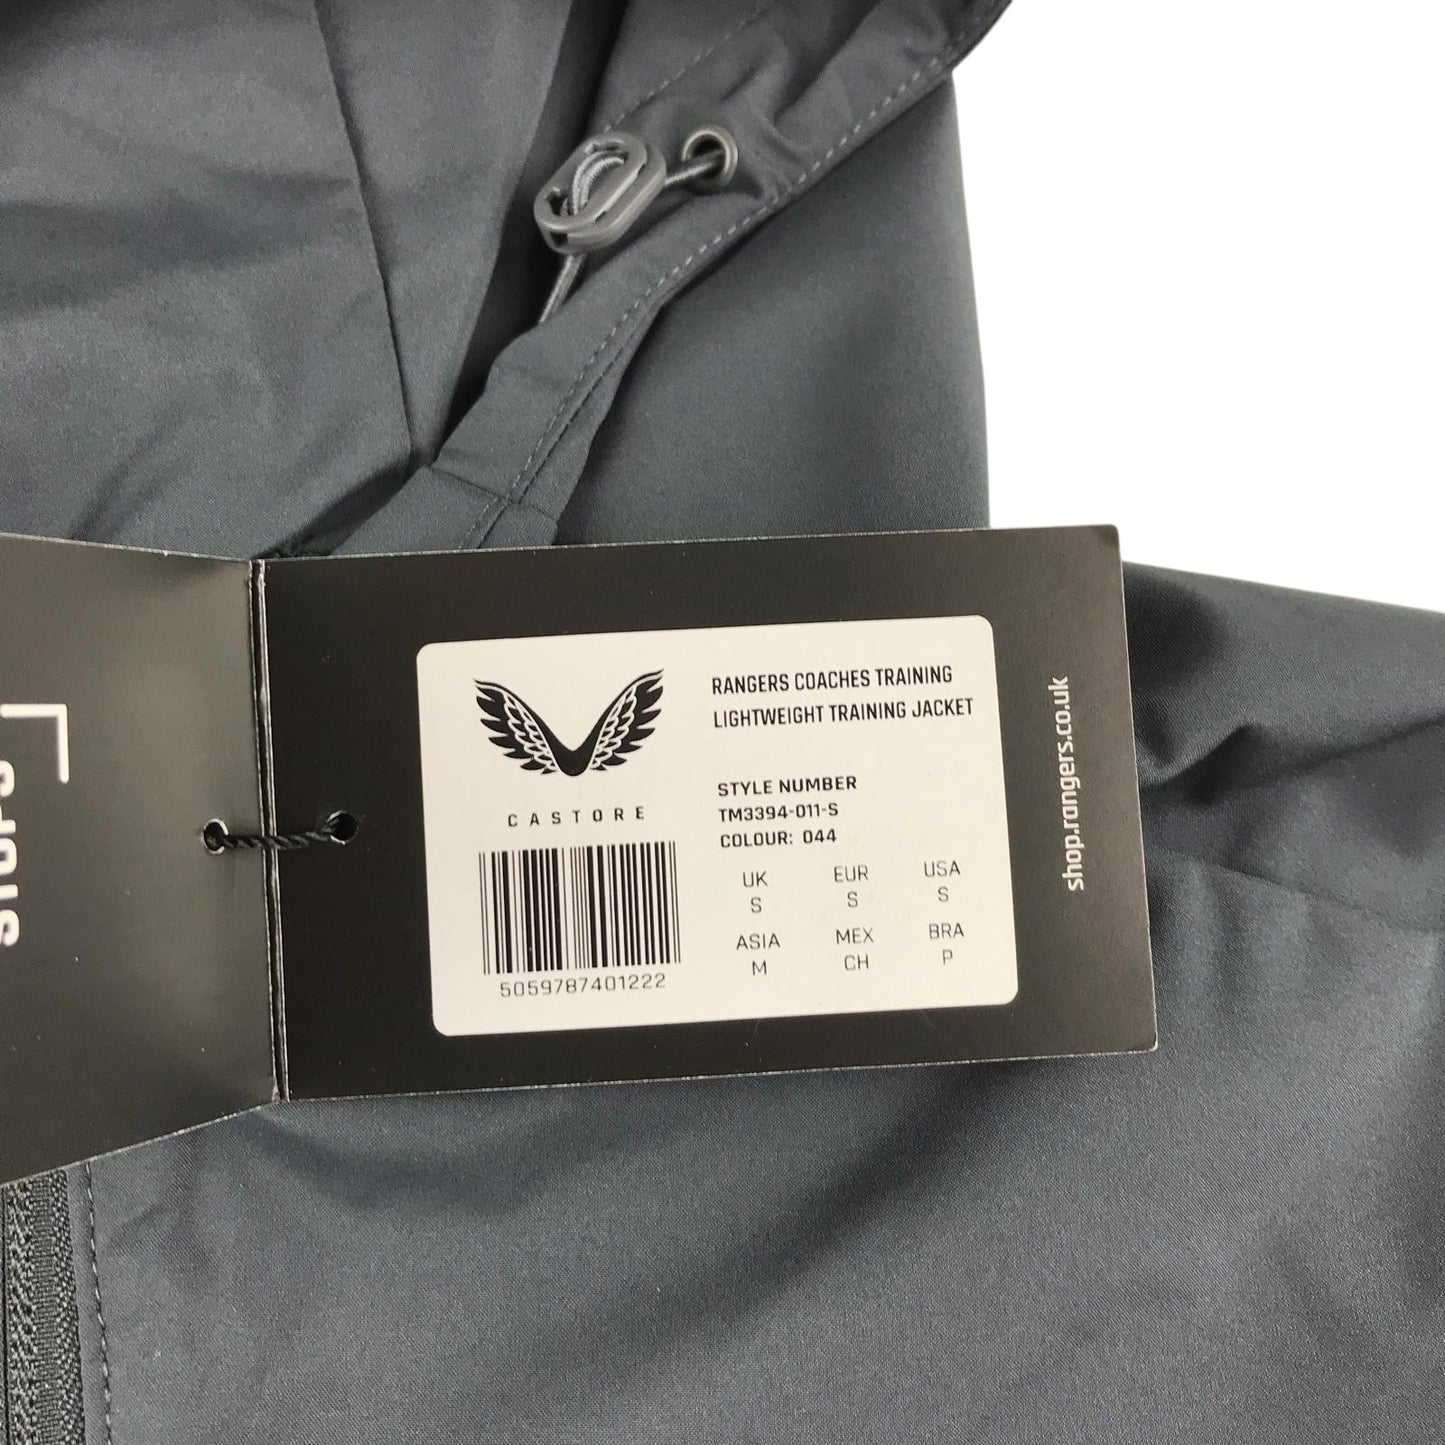 STOPS
CASTORE
5059787401222
RANGERS COACHES TRAINING
LIGHTWEIGHT TRAINING JACKET
STYLE NUMBER
TM3394-011-S
COLOUR: 044
UK EUR USA
S S S
ASIA MEX BRA
M CH P
shop.rangers.co.uk